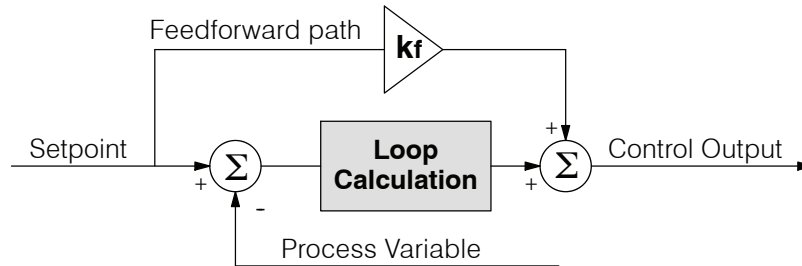 Feedforward path
kf
+
Setpoint
Σ
Loop
Calculation
Σ
Control Output
+
+
-
Process Variable